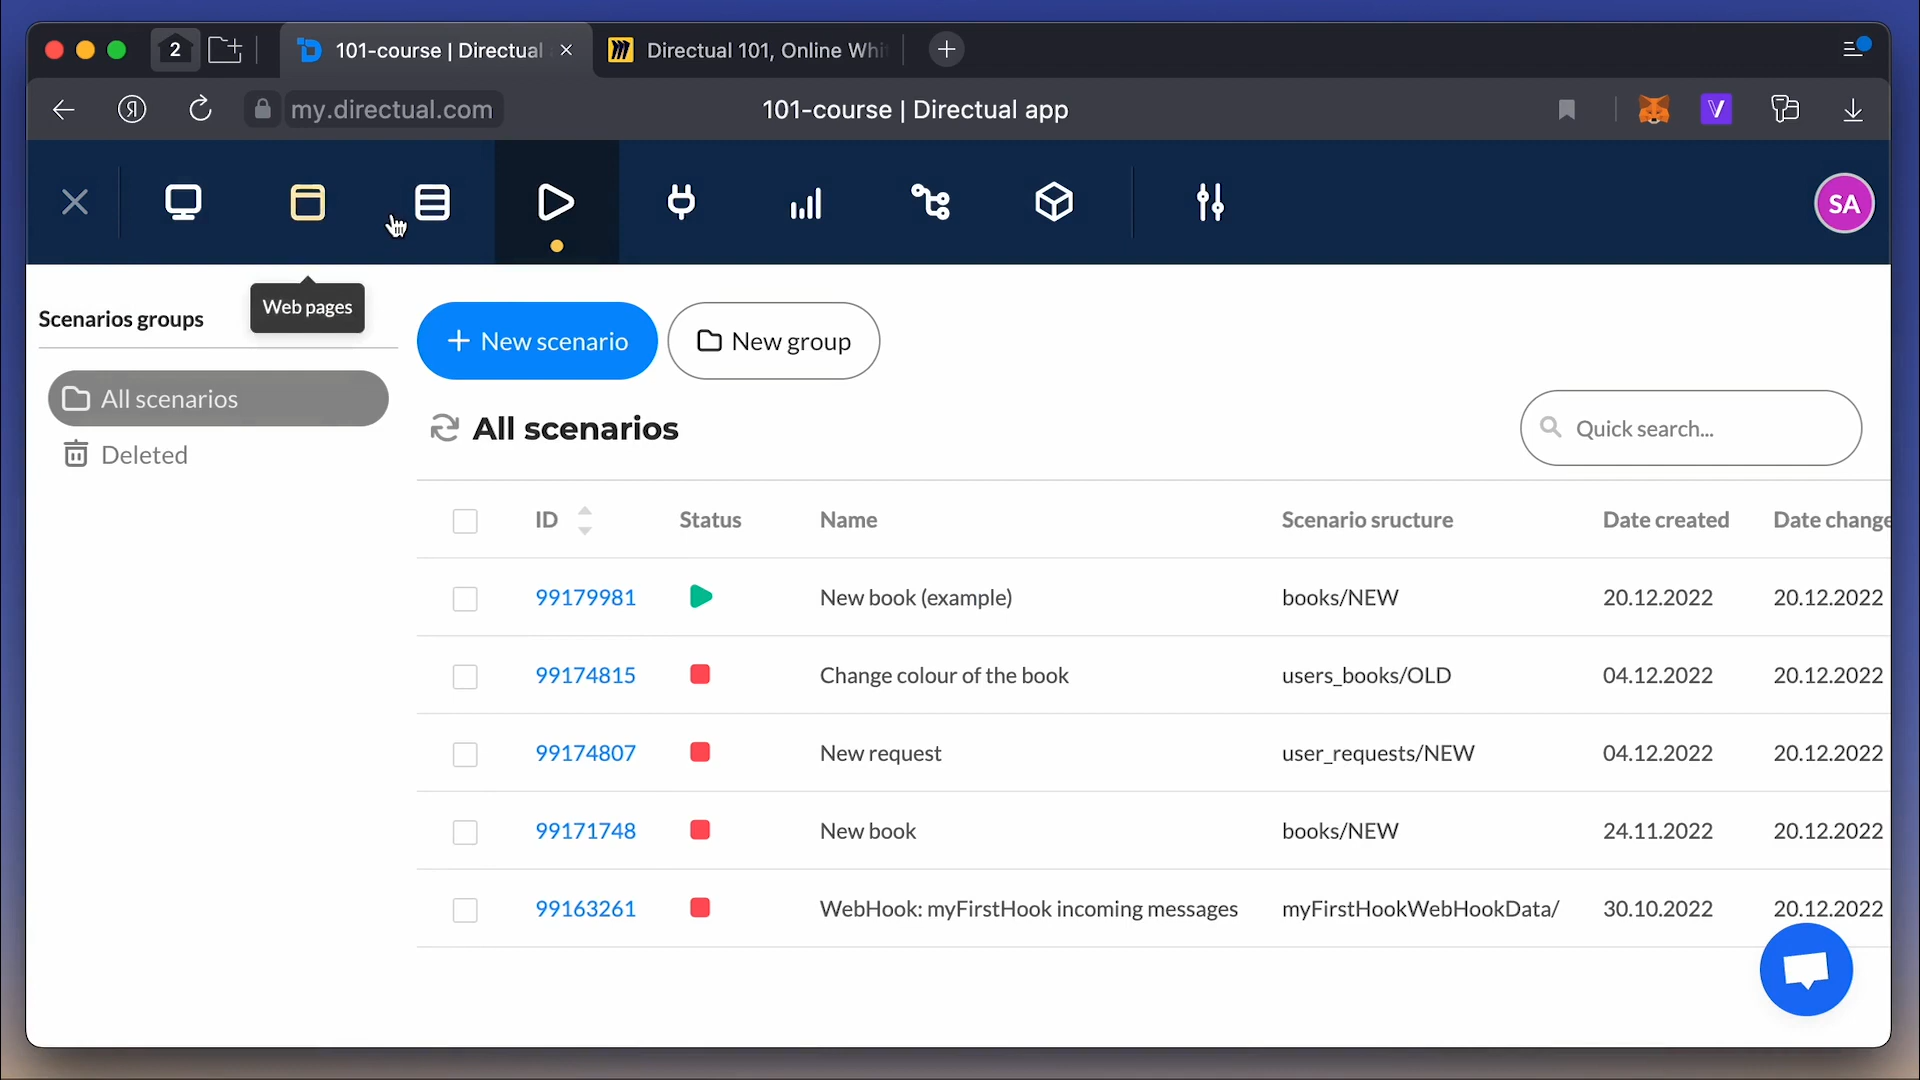 2
101-course | Directual
Directual 101, Online Whi
my.directual.com
101-course | Directual app
SA
Web pages
Scenarios groups
All scenarios
Deleted
+ New scenario
New group
All scenarios
Quick search...
ID Status Name Scenario sructure Date created Date change
99179981 New book (example) books/NEW 20.12.2022 20.12.2022
99174815 Change colour of the book users_books/OLD 04.12.2022 20.12.2022
99174807 New request user_requests/NEW 04.12.2022 20.12.2022
99171748 New book books/NEW 24.11.2022 20.12.2022
99163261 WebHook: myFirstHook incoming messages myFirstHookWebHookData/ 30.10.2022 20.12.2022